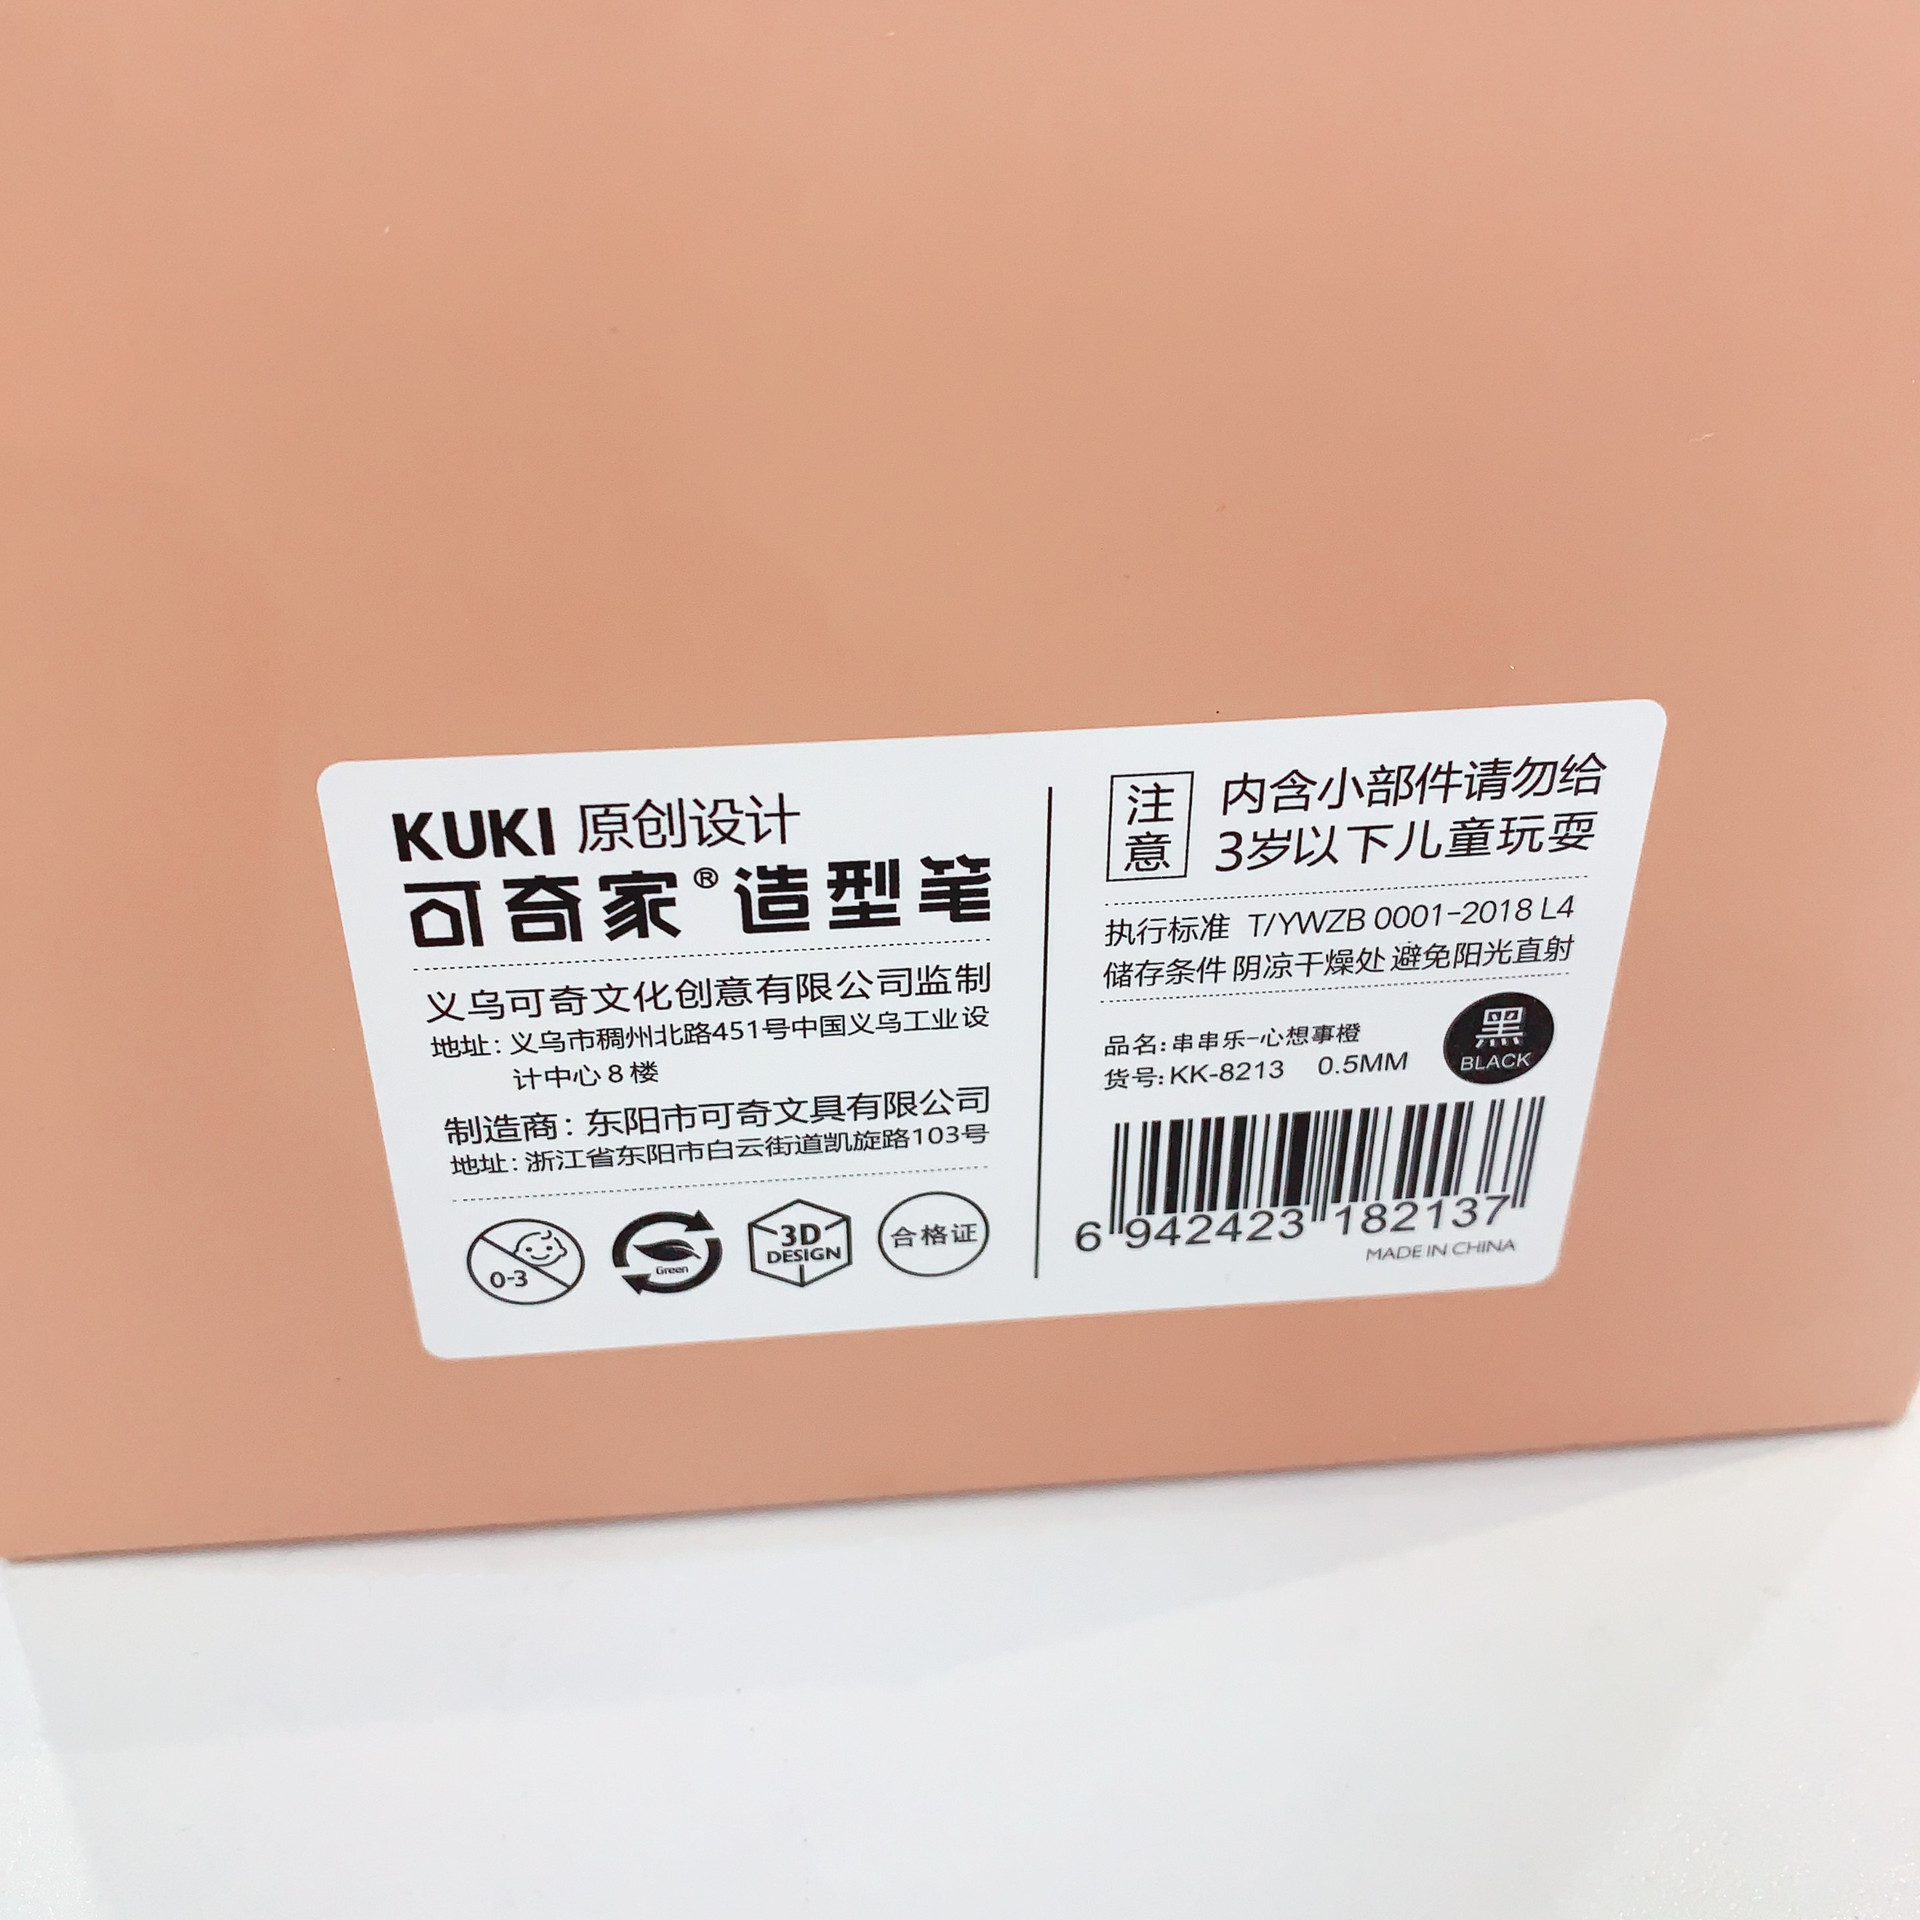 KUKI 原创设计
可奇家® 造型笔
义乌可奇文化创意有限公司监制
地址: 义乌市稠州北路451号中国义乌工业设
计中心 8 楼
制造商: 东阳市可奇文具有限公司
地址: 浙江省东阳市白云街道凯旋路103号
0-3
Green
3D
DESIGN
合格证
注意
内含小部件请勿给
3岁以下儿童玩耍
执行标准 T/YWZB 0001-2018 L4
储存条件 阴凉干燥处 避免阳光直射
品名: 串串乐-心想事橙
货号: KK-8213 0.5MM
黑
BLACK
6 942423 182137
MADE IN CHINA